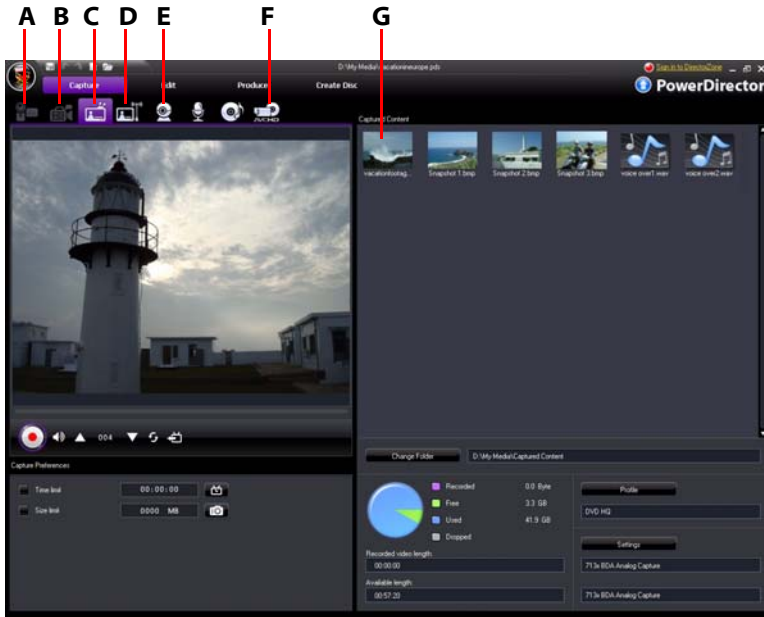 A B C D E F G
D:\My Media\vacationineurope.pds
Sign in to DirectorZone
Capture Edit Produce Create Disc
PowerDirector
AVCHD
Captured Content
vacationfootag... Snapshot 1.bmp Snapshot 2.bmp Snapshot 3.bmp voice over1.wav voice over2.wav
004
Change Folder D:\My Media\Captured Content
Capture Preferences
Time limit 00:00:00
Size limit 0000 MB
Recorded 0.0 Byte
Free 3.3 GB
Used 41.9 GB
Dropped
Recorded video length:
00:00:00
Available length:
00:57:20
Profile
DVD HQ
Settings
713x BDA Analog Capture
713x BDA Analog Capture